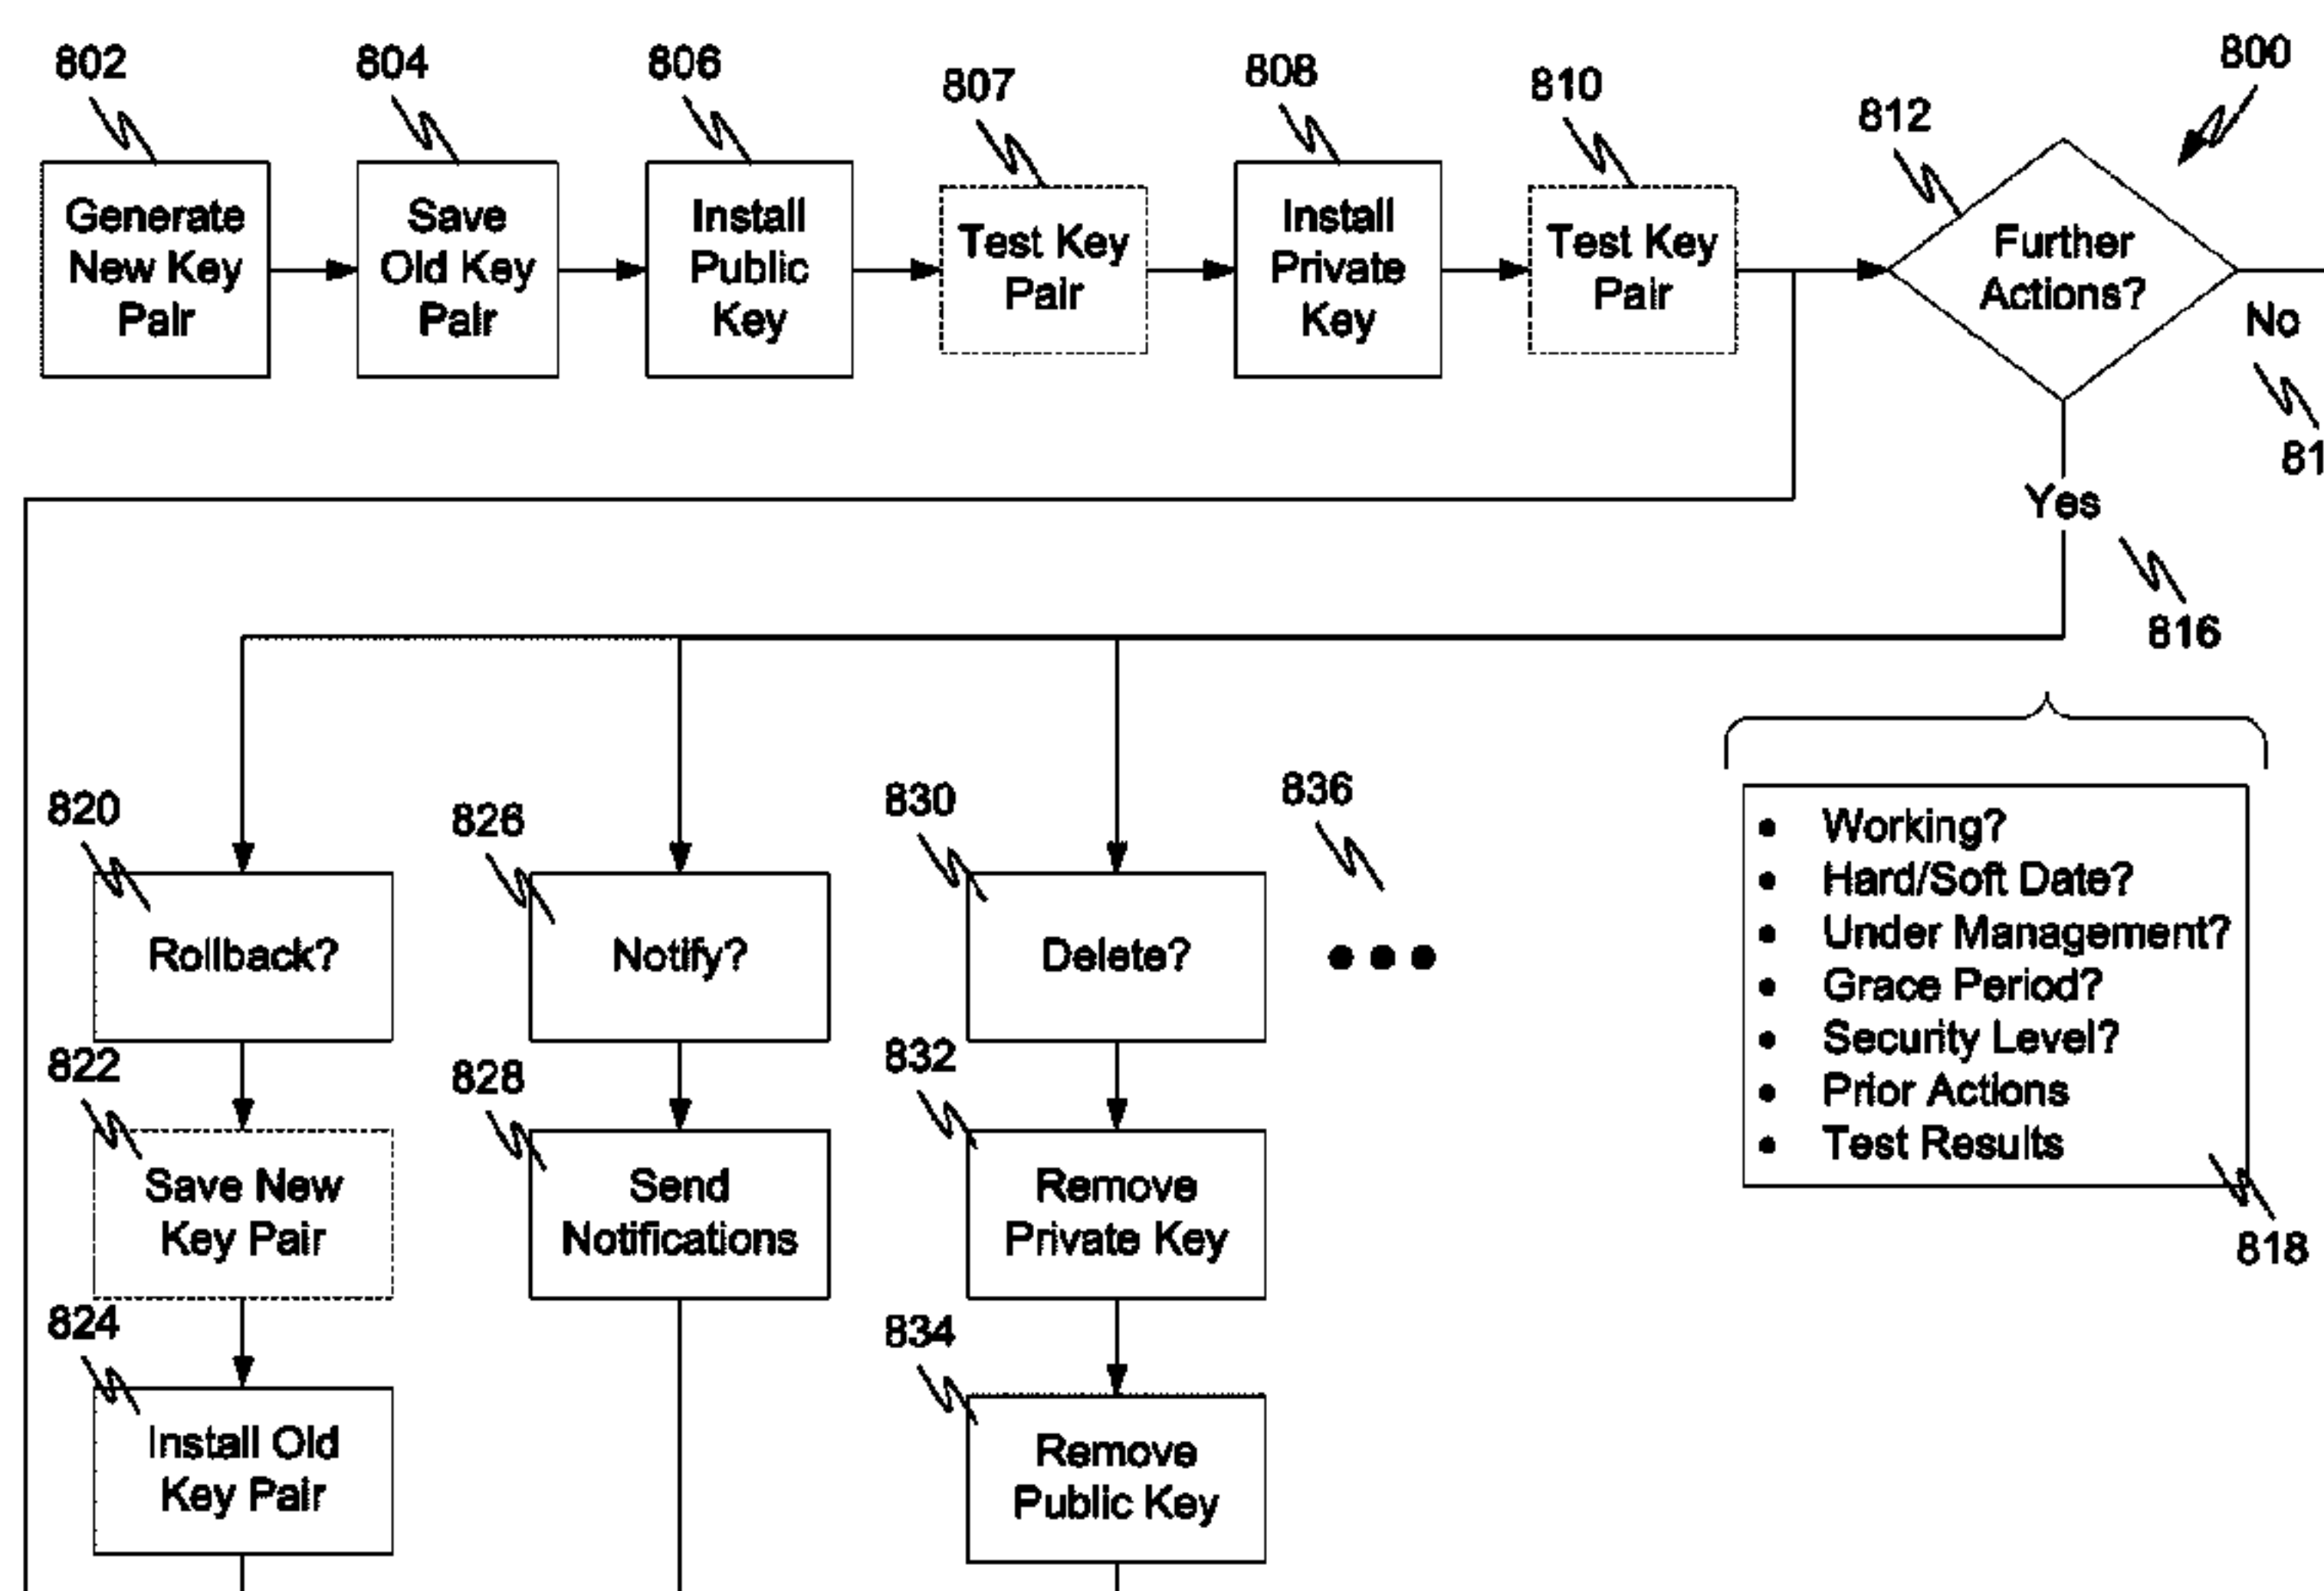 802
804
806
807
808
810
812
800
Generate
New Key
Pair
Save
Old Key
Pair
Install
Public
Key
Test Key
Pair
Install
Private
Key
Test Key
Pair
Further
Actions?
No
81
Yes
816
820
826
830
836
Rollback?
Notify?
Delete?
• • •
822
828
832
Save New
Key Pair
Send
Notifications
Remove
Private Key
824
834
Install Old
Key Pair
Remove
Public Key
• Working?
• Hard/Soft Date?
• Under Management?
• Grace Period?
• Security Level?
• Prior Actions
• Test Results
818